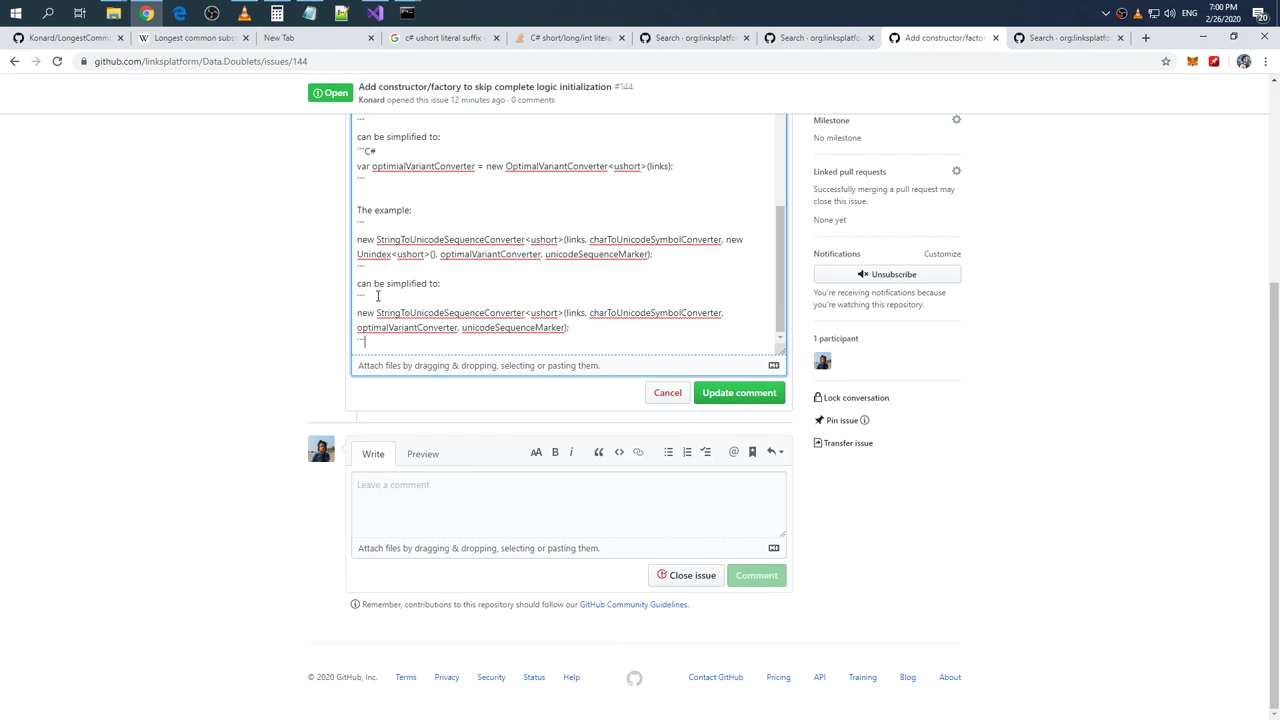 7:00 PM
ENG
2/26/2020
20
Konard/LongestComm
Longest common subs
New Tab
c# ushort literal suffix -
C# short/long/int litera
Search · org:linksplatf
Search · org:linksplatf
Add constructor/factor
Search · org:linksplatf
github.com/linksplatform/Data.Doublets/issues/144
Open
Add constructor/factory to skip complete logic initialization #144
Konard opened this issue 12 minutes ago · 0 comments
```
can be simplified to:
```C#
var optimialVariantConverter = new OptimalVariantConverter<ushort>(links);
```
The example:
```
new StringToUnicodeSequenceConverter<ushort>(links, charToUnicodeSymbolConverter, new
Unindex<ushort>(), optimalVariantConverter, unicodeSequenceMarker);
```
can be simplified to:
```
new StringToUnicodeSequenceConverter<ushort>(links, charToUnicodeSymbolConverter,
optimalVariantConverter, unicodeSequenceMarker);
```
Attach files by dragging & dropping, selecting or pasting them.
Cancel
Update comment
Write
Preview
AA B i
Leave a comment
Attach files by dragging & dropping, selecting or pasting them.
Close issue
Comment
Remember, contributions to this repository should follow our GitHub Community Guidelines.
Milestone
No milestone
Linked pull requests
Successfully merging a pull request may
close this issue.
None yet
Notifications
Customize
Unsubscribe
You're receiving notifications because
you're watching this repository.
1 participant
Lock conversation
Pin issue
Transfer issue
© 2020 GitHub, Inc.
Terms
Privacy
Security
Status
Help
Contact GitHub
Pricing
API
Training
Blog
About